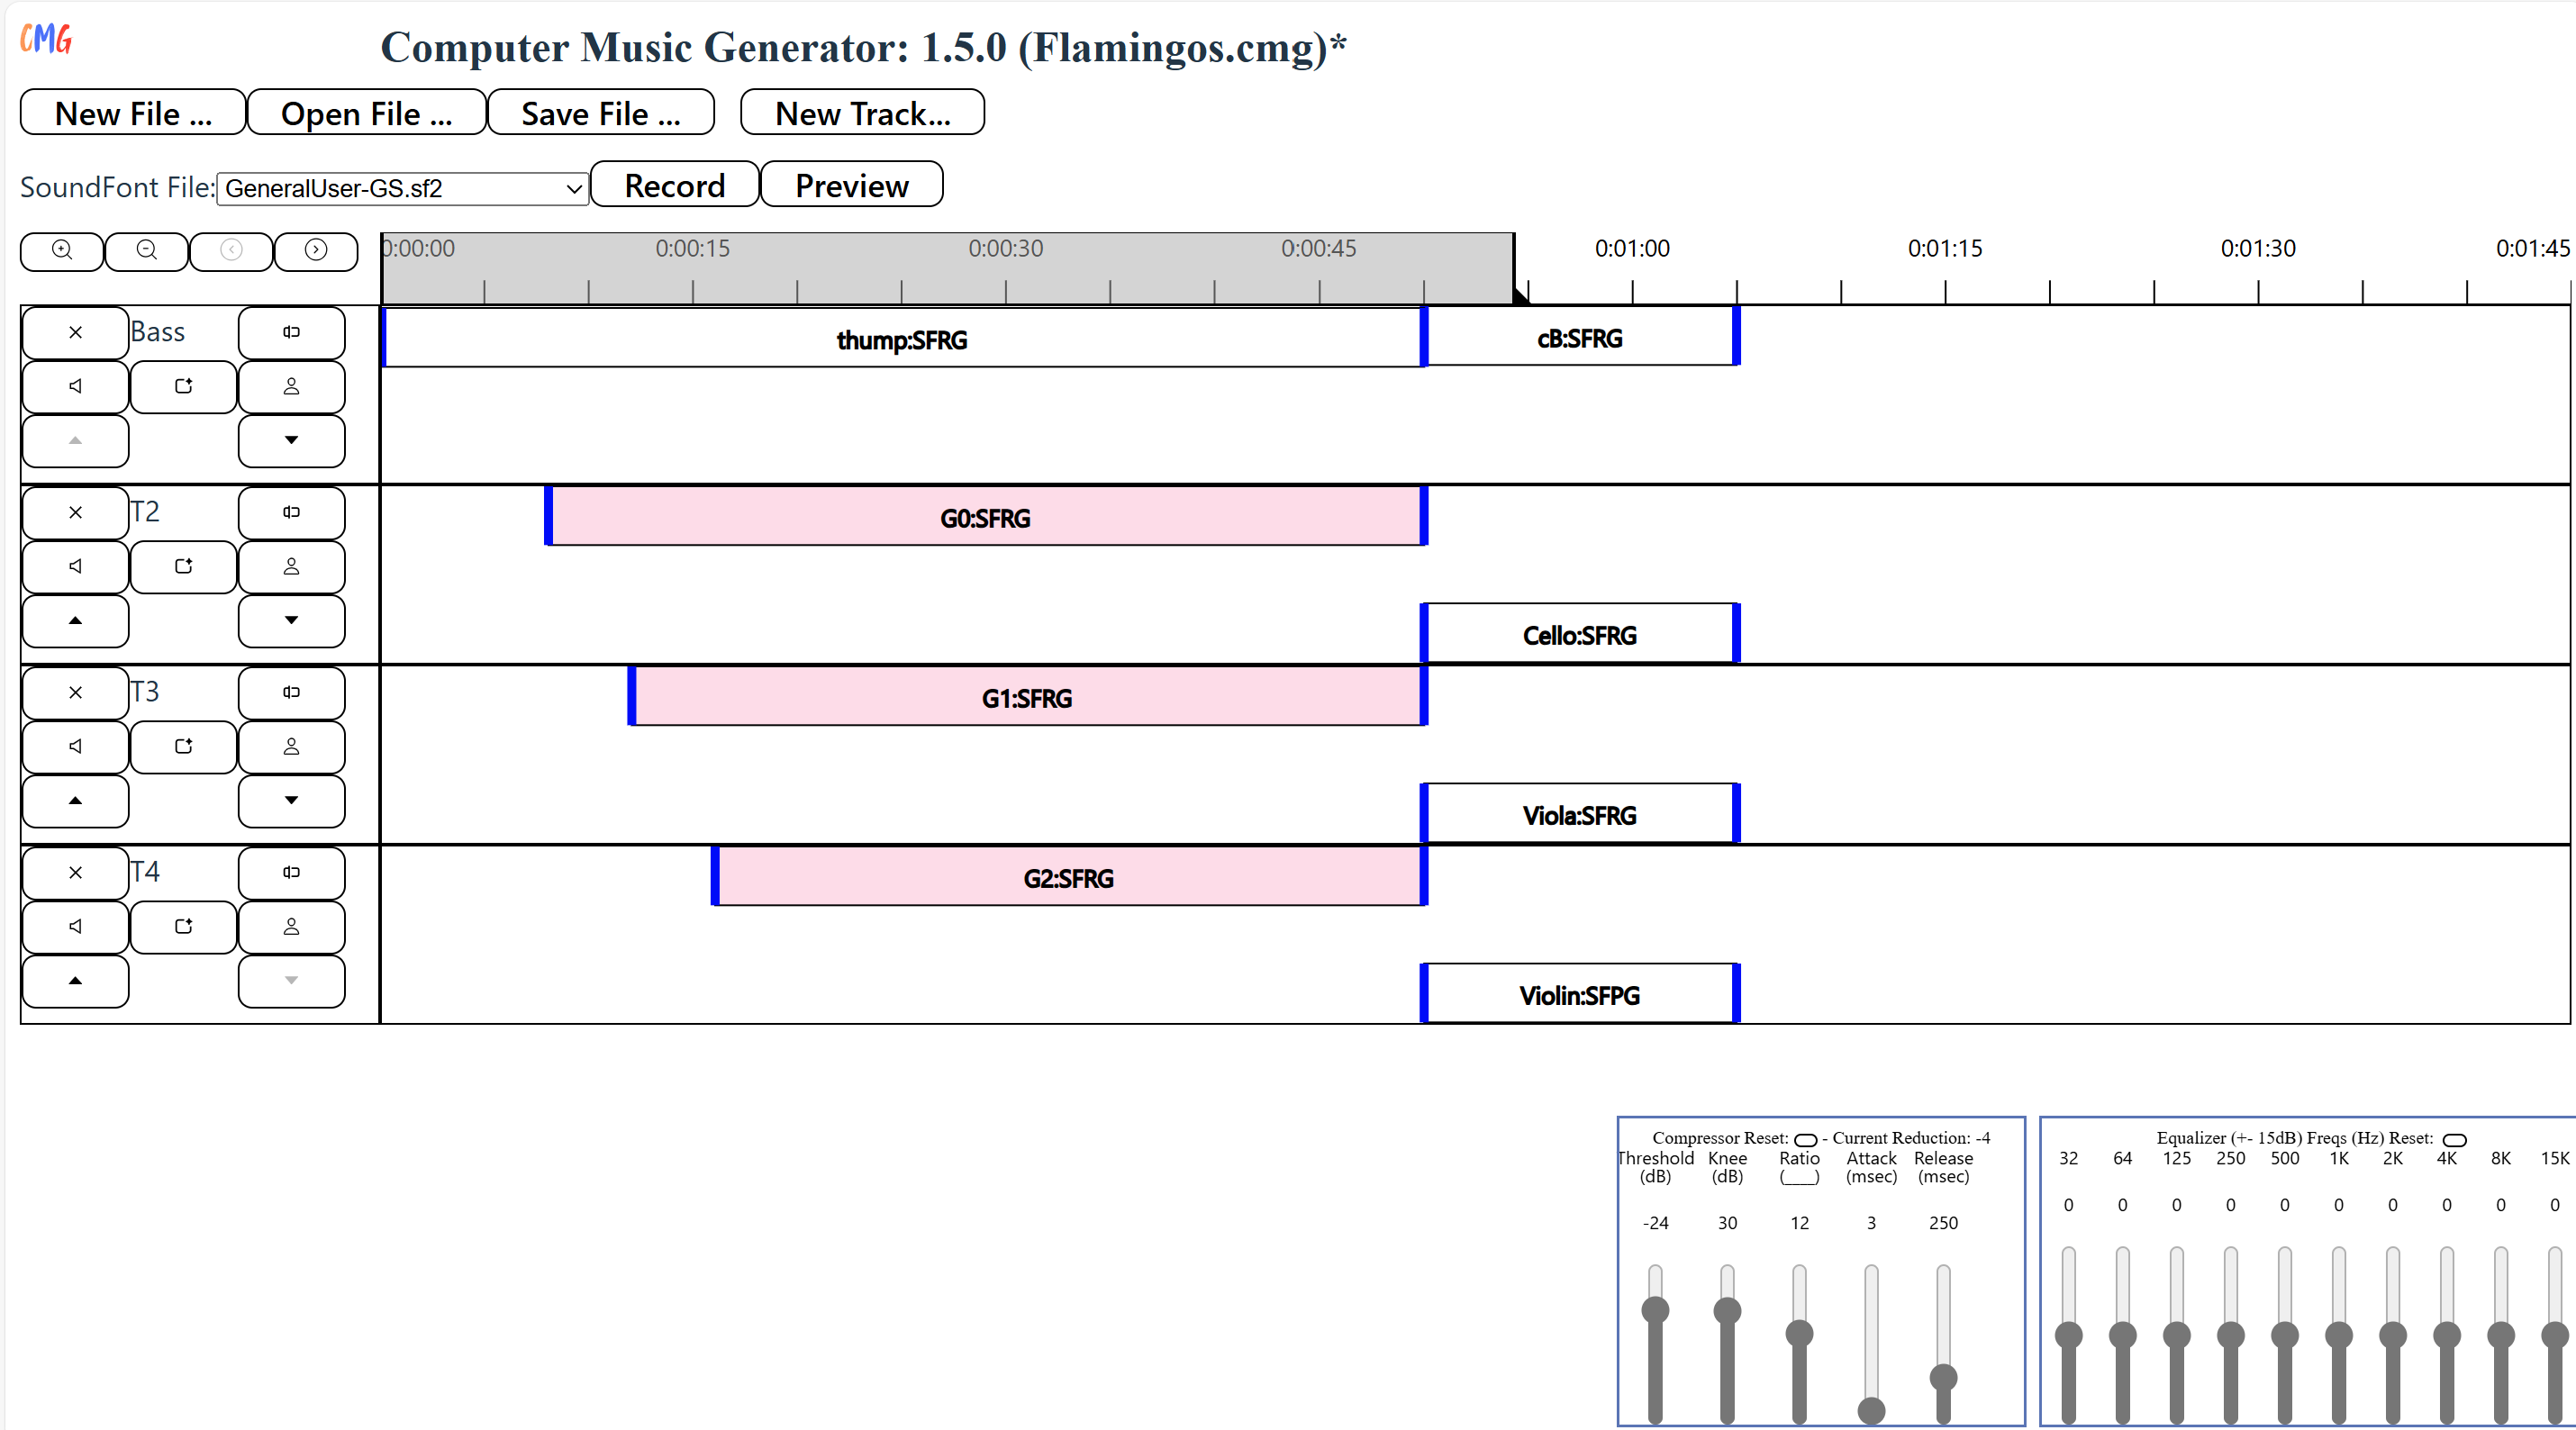 CMG
Computer Music Generator: 1.5.0 (Flamingos.cmg)*
New File ... Open File ... Save File ... New Track...
SoundFont File: GeneralUser-GS.sf2 Record Preview
0:00:00 0:00:15 0:00:30 0:00:45 0:01:00 0:01:15 0:01:30 0:01:45
Bass thump:SFRG cB:SFRG
T2 G0:SFRG
Cello:SFRG
T3 G1:SFRG
Viola:SFRG
T4 G2:SFRG
Violin:SFPG
Compressor Reset: - Current Reduction: -4
Threshold Knee Ratio Attack Release
(dB) (dB) (___) (msec) (msec)
-24 30 12 3 250
Equalizer (+- 15dB) Freqs (Hz) Reset:
32 64 125 250 500 1K 2K 4K 8K 15K
0 0 0 0 0 0 0 0 0 0